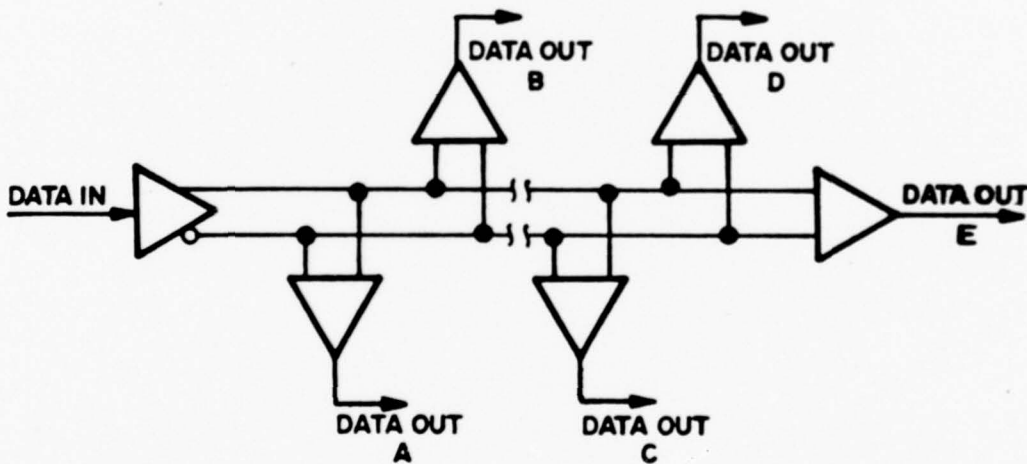 DATA OUT
B
DATA OUT
D
DATA IN
DATA OUT
E
DATA OUT
A
DATA OUT
C